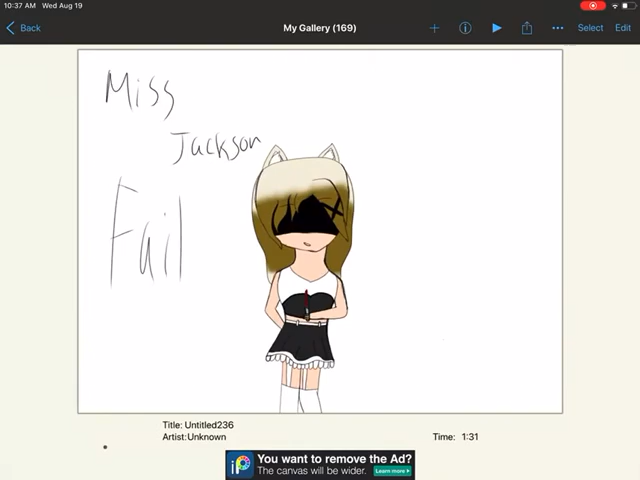 10:37 AM Wed Aug 19
Back
My Gallery (169)
Select
Edit
Miss
Jackson
Fail
Title: Untitled236
Artist:Unknown
Time: 1:31
iP
You want to remove the Ad?
The canvas will be wider.
Learn more